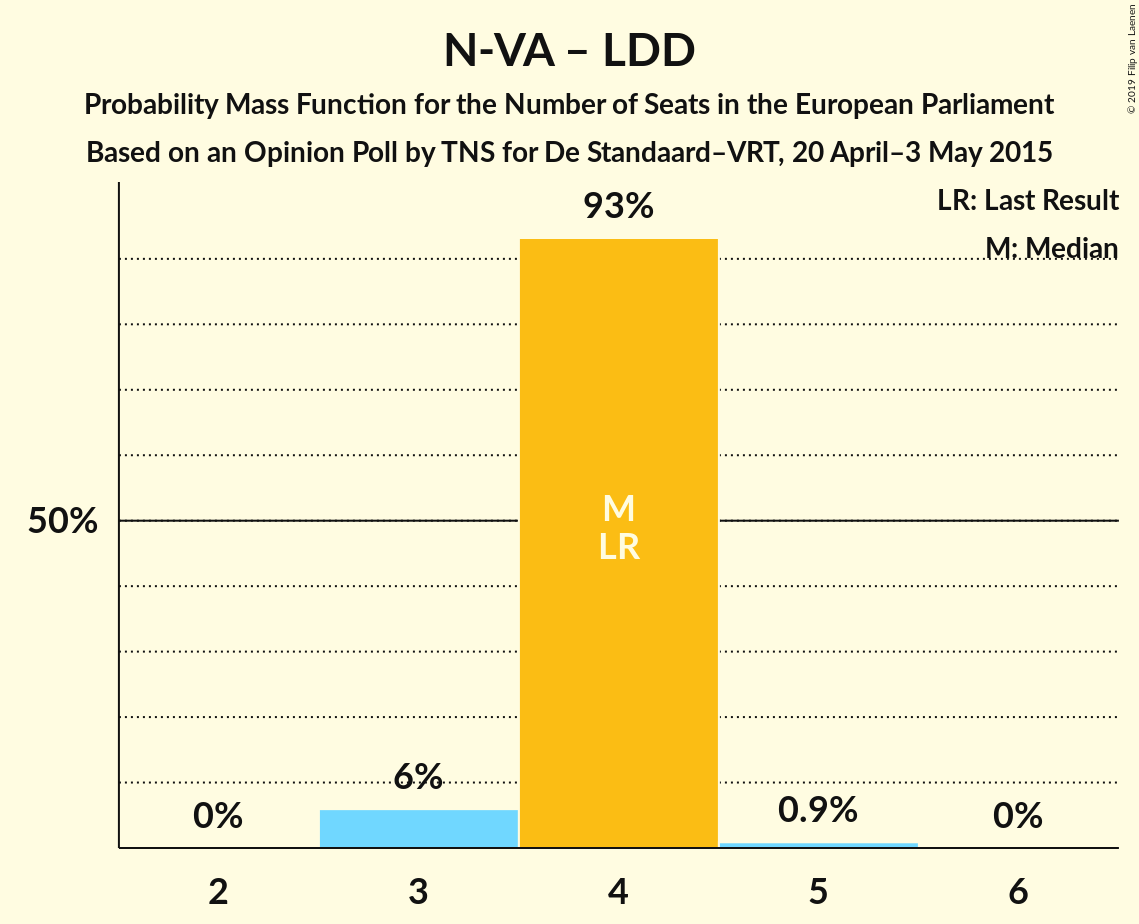 N-VA – LDD
Probability Mass Function for the Number of Seats in the European Parliament
Based on an Opinion Poll by TNS for De Standaard–VRT, 20 April–3 May 2015
© 2019 Filip van Laenen
LR: Last Result
M: Median
93%
50%
M
LR
6%
0%
0.9%
0%
2 3 4 5 6